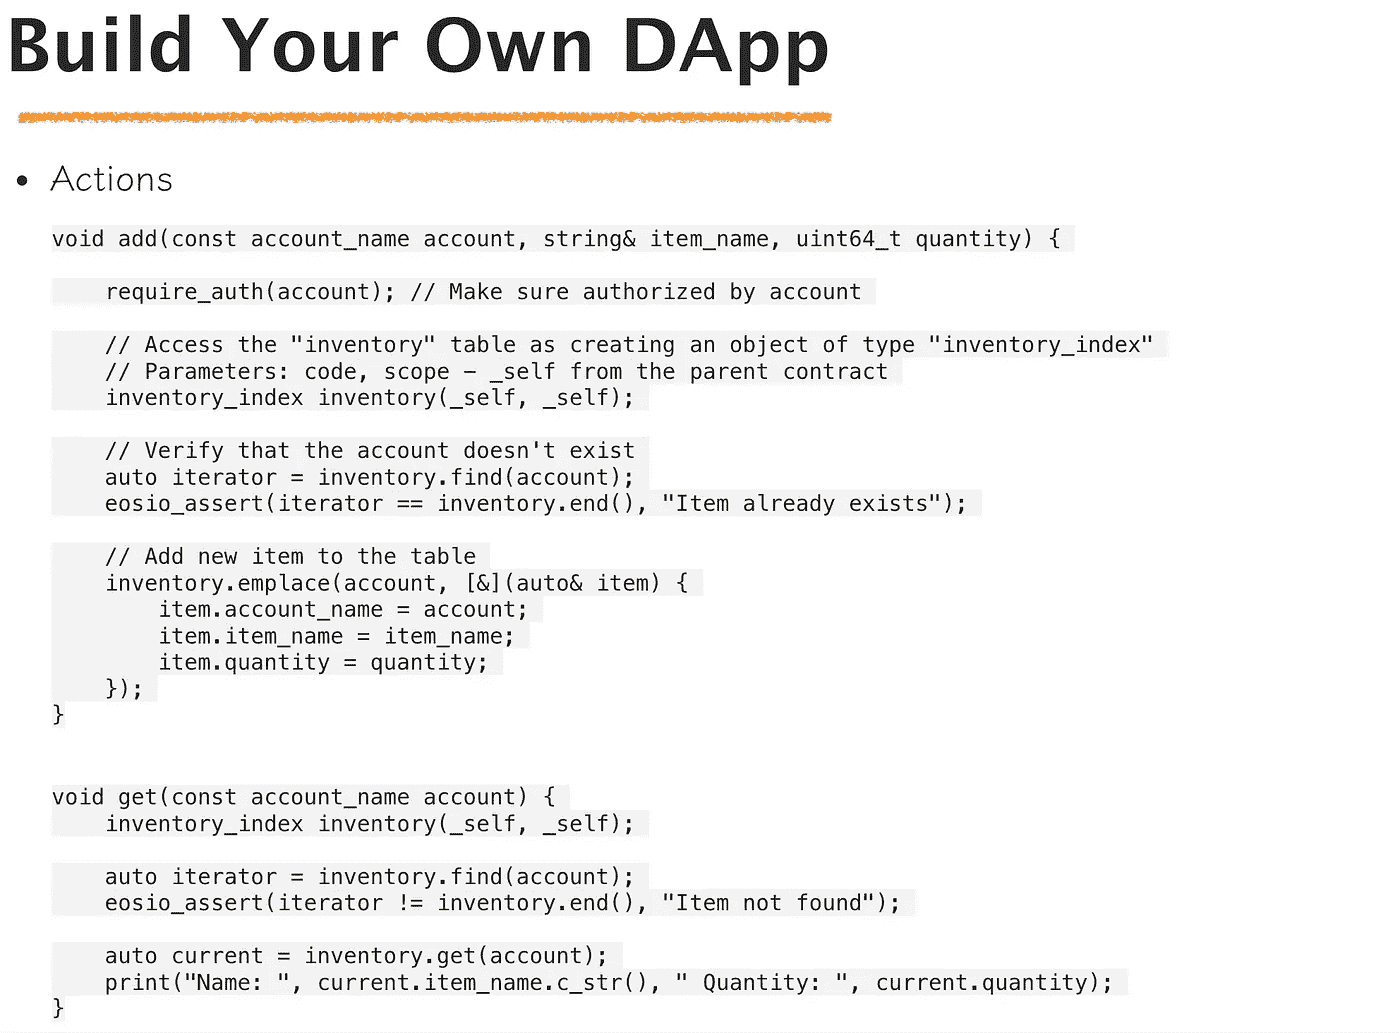 Build Your Own DApp
• Actions
void add(const account_name account, string& item_name, uint64_t quantity) {
    require_auth(account); // Make sure authorized by account
    // Access the "inventory" table as creating an object of type "inventory_index"
    // Parameters: code, scope – _self from the parent contract
    inventory_index inventory(_self, _self);
    // Verify that the account doesn't exist
    auto iterator = inventory.find(account);
    eosio_assert(iterator == inventory.end(), "Item already exists");
    // Add new item to the table
    inventory.emplace(account, [&](auto& item) {
        item.account_name = account;
        item.item_name = item_name;
        item.quantity = quantity;
    });
}
void get(const account_name account) {
    inventory_index inventory(_self, _self);
    auto iterator = inventory.find(account);
    eosio_assert(iterator != inventory.end(), "Item not found");
    auto current = inventory.get(account);
    print("Name: ", current.item_name.c_str(), " Quantity: ", current.quantity);
}